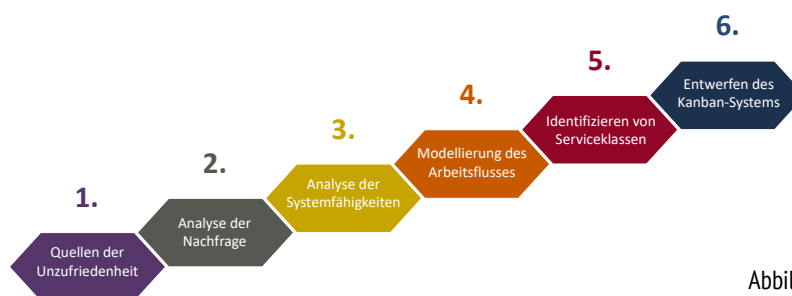 1.
Quellen der
Unzufriedenheit
2.
Analyse der
Nachfrage
3.
Analyse der
Systemfähigkeiten
4.
Modellierung des
Arbeitsflusses
5.
Identifizieren von
Serviceklassen
6.
Entwerfen des
Kanban-Systems
Abbil